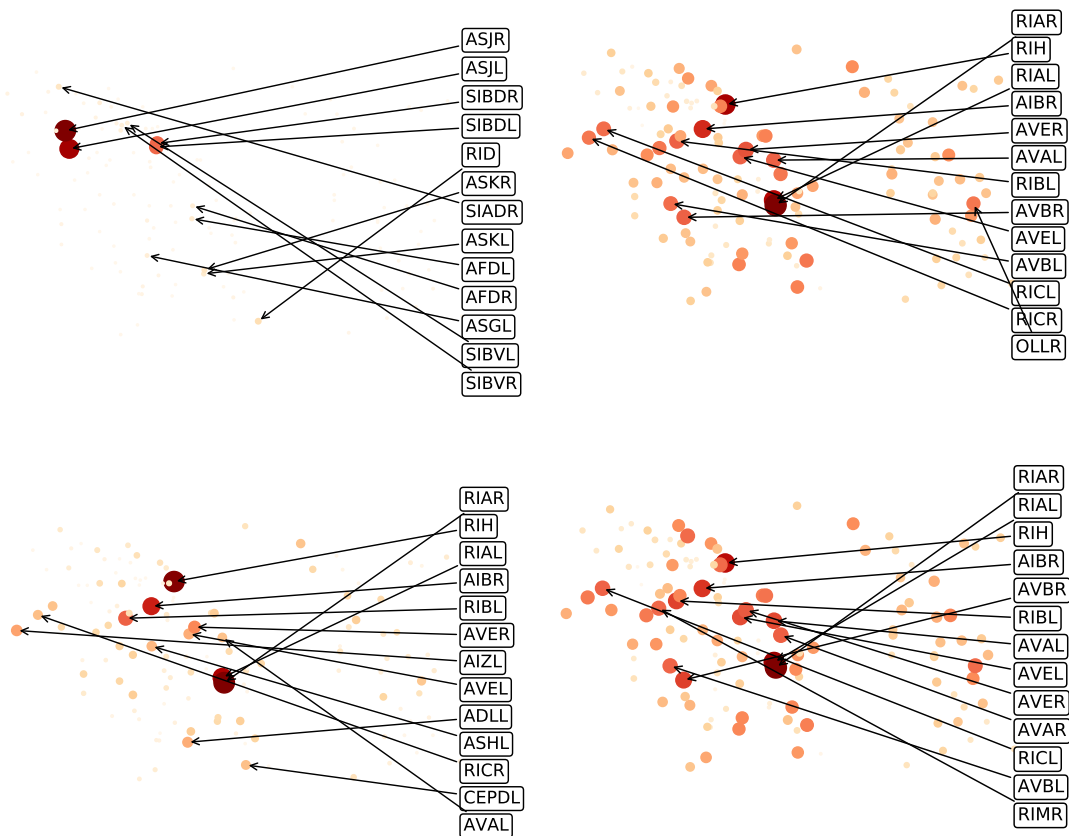 ASJR
ASJL
SIBDR
SIBDL
RID
ASKR
SIADR
ASKL
AFDL
AFDR
ASGL
SIBVL
SIBVR
RIAR
RIH
RIAL
AIBR
AVER
AVAL
RIBL
AVBR
AVEL
AVBL
RICL
RICR
OLLR
RIAR
RIH
RIAL
AIBR
RIBL
AVER
AIZL
AVEL
ADLL
ASHL
RICR
CEPDL
AVAL
RIAR
RIAL
RIH
AIBR
AVBR
RIBL
AVAL
AVEL
AVER
AVAR
RICL
AVBL
RIMR